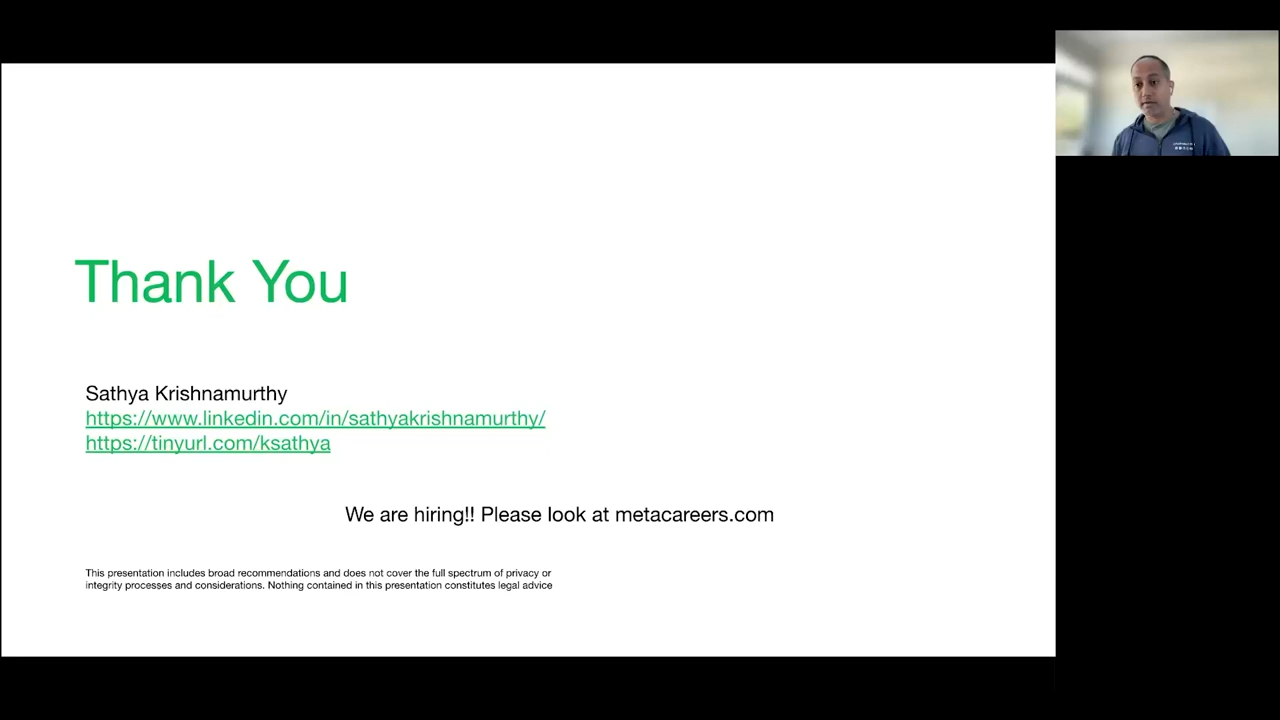 Thank You
Sathya Krishnamurthy
https://www.linkedin.com/in/sathyakrishnamurthy/
https://tinyurl.com/ksathya
We are hiring!! Please look at metacareers.com
This presentation includes broad recommendations and does not cover the full spectrum of privacy or
integrity processes and considerations. Nothing contained in this presentation constitutes legal advice